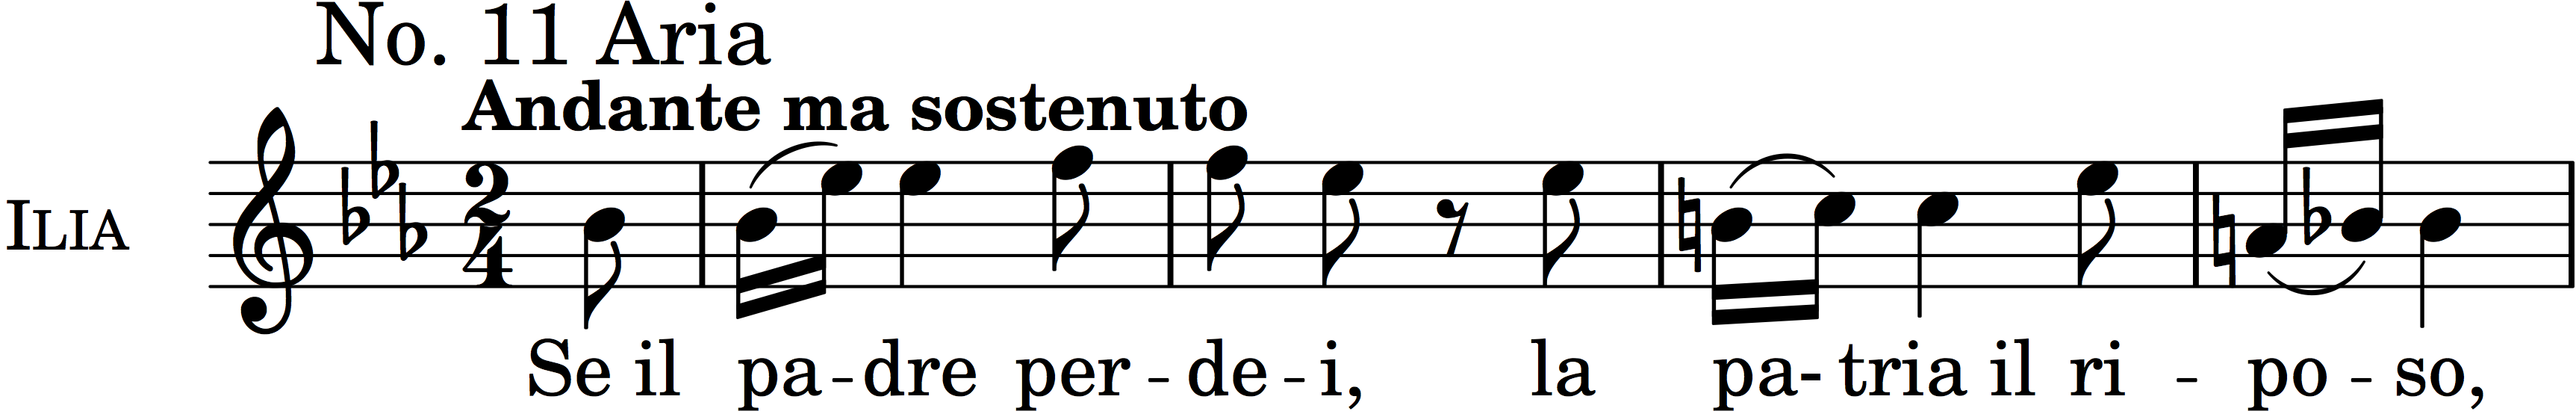 No. 11 Aria
Andante ma sostenuto
ILIA
2
4
Se il pa - dre per - de - i, la pa- tria il ri - po - so,